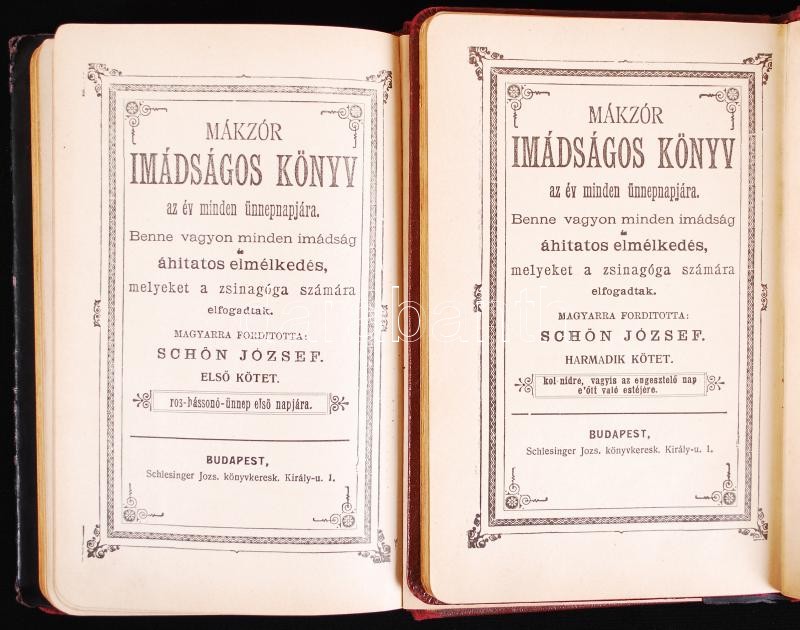 MÁKZÓR
IMÁDSÁGOS KÖNYV
az év minden ünnepnapjára.
Benne vagyon minden imádság
és
áhitatos elmélkedés,
melyeket a zsinagóga számára
elfogadtak.
MAGYARRA FORDITOTTA:
SCHÖN JÓZSEF.
ELSŐ KÖTET.
ros-hássonó-ünnep első napjára.
BUDAPEST,
Schlesinger Jozs. könyvkeresk. Király-u. 1.
MÁKZÓR
IMÁDSÁGOS KÖNYV
az év minden ünnepnapjára.
Benne vagyon minden imádság
és
áhitatos elmélkedés,
melyeket a zsinagóga számára
elfogadtak.
MAGYARRA FORDITOTTA:
SCHÖN JÓZSEF.
HARMADIK KÖTET.
kol-nidre, vagyis az engesztelő nap
e'őtt való estéjére.
BUDAPEST,
Schlesinger Jozs. könyvkeresk. Király-u. 1.